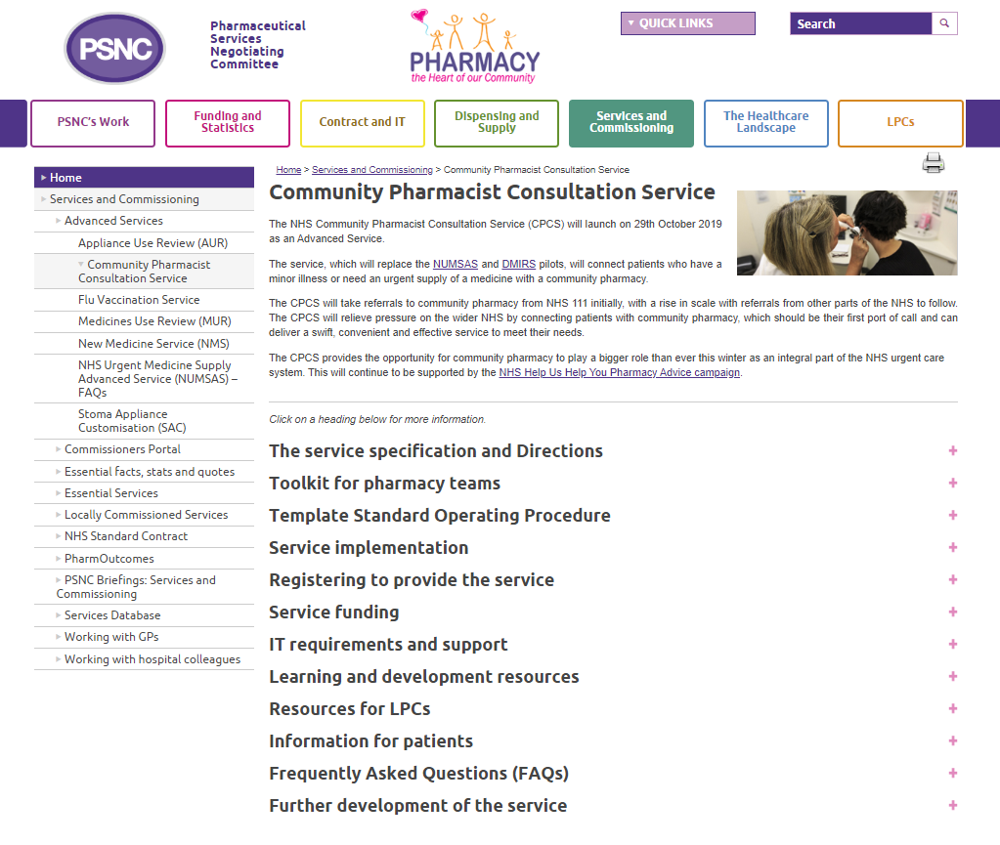 PSNC
Pharmaceutical
Services
Negotiating
Committee
PHARMACY
the Heart of our Community
QUICK LINKS
Search
PSNC's Work
Funding and
Statistics
Contract and IT
Dispensing and
Supply
Services and
Commissioning
The Healthcare
Landscape
LPCs
Home
Services and Commissioning
Advanced Services
Appliance Use Review (AUR)
Community Pharmacist
Consultation Service
Flu Vaccination Service
Medicines Use Review (MUR)
New Medicine Service (NMS)
NHS Urgent Medicine Supply
Advanced Service (NUMSAS) –
FAQs
Stoma Appliance
Customisation (SAC)
Commissioners Portal
Essential facts, stats and quotes
Essential Services
Locally Commissioned Services
NHS Standard Contract
PharmOutcomes
PSNC Briefings: Services and
Commissioning
Services Database
Working with GPs
Working with hospital colleagues
Home > Services and Commissioning > Community Pharmacist Consultation Service
Community Pharmacist Consultation Service
The NHS Community Pharmacist Consultation Service (CPCS) will launch on 29th October 2019
as an Advanced Service.
The service, which will replace the NUMSAS and DMIRS pilots, will connect patients who have a
minor illness or need an urgent supply of a medicine with a community pharmacy.
The CPCS will take referrals to community pharmacy from NHS 111 initially, with a rise in scale with referrals from other parts of the NHS to follow.
The CPCS will relieve pressure on the wider NHS by connecting patients with community pharmacy, which should be their first port of call and can
deliver a swift, convenient and effective service to meet their needs.
The CPCS provides the opportunity for community pharmacy to play a bigger role than ever this winter as an integral part of the NHS urgent care
system. This will continue to be supported by the NHS Help Us Help You Pharmacy Advice campaign.
Click on a heading below for more information.
The service specification and Directions +
Toolkit for pharmacy teams +
Template Standard Operating Procedure +
Service implementation +
Registering to provide the service +
Service funding +
IT requirements and support +
Learning and development resources +
Resources for LPCs +
Information for patients +
Frequently Asked Questions (FAQs) +
Further development of the service +